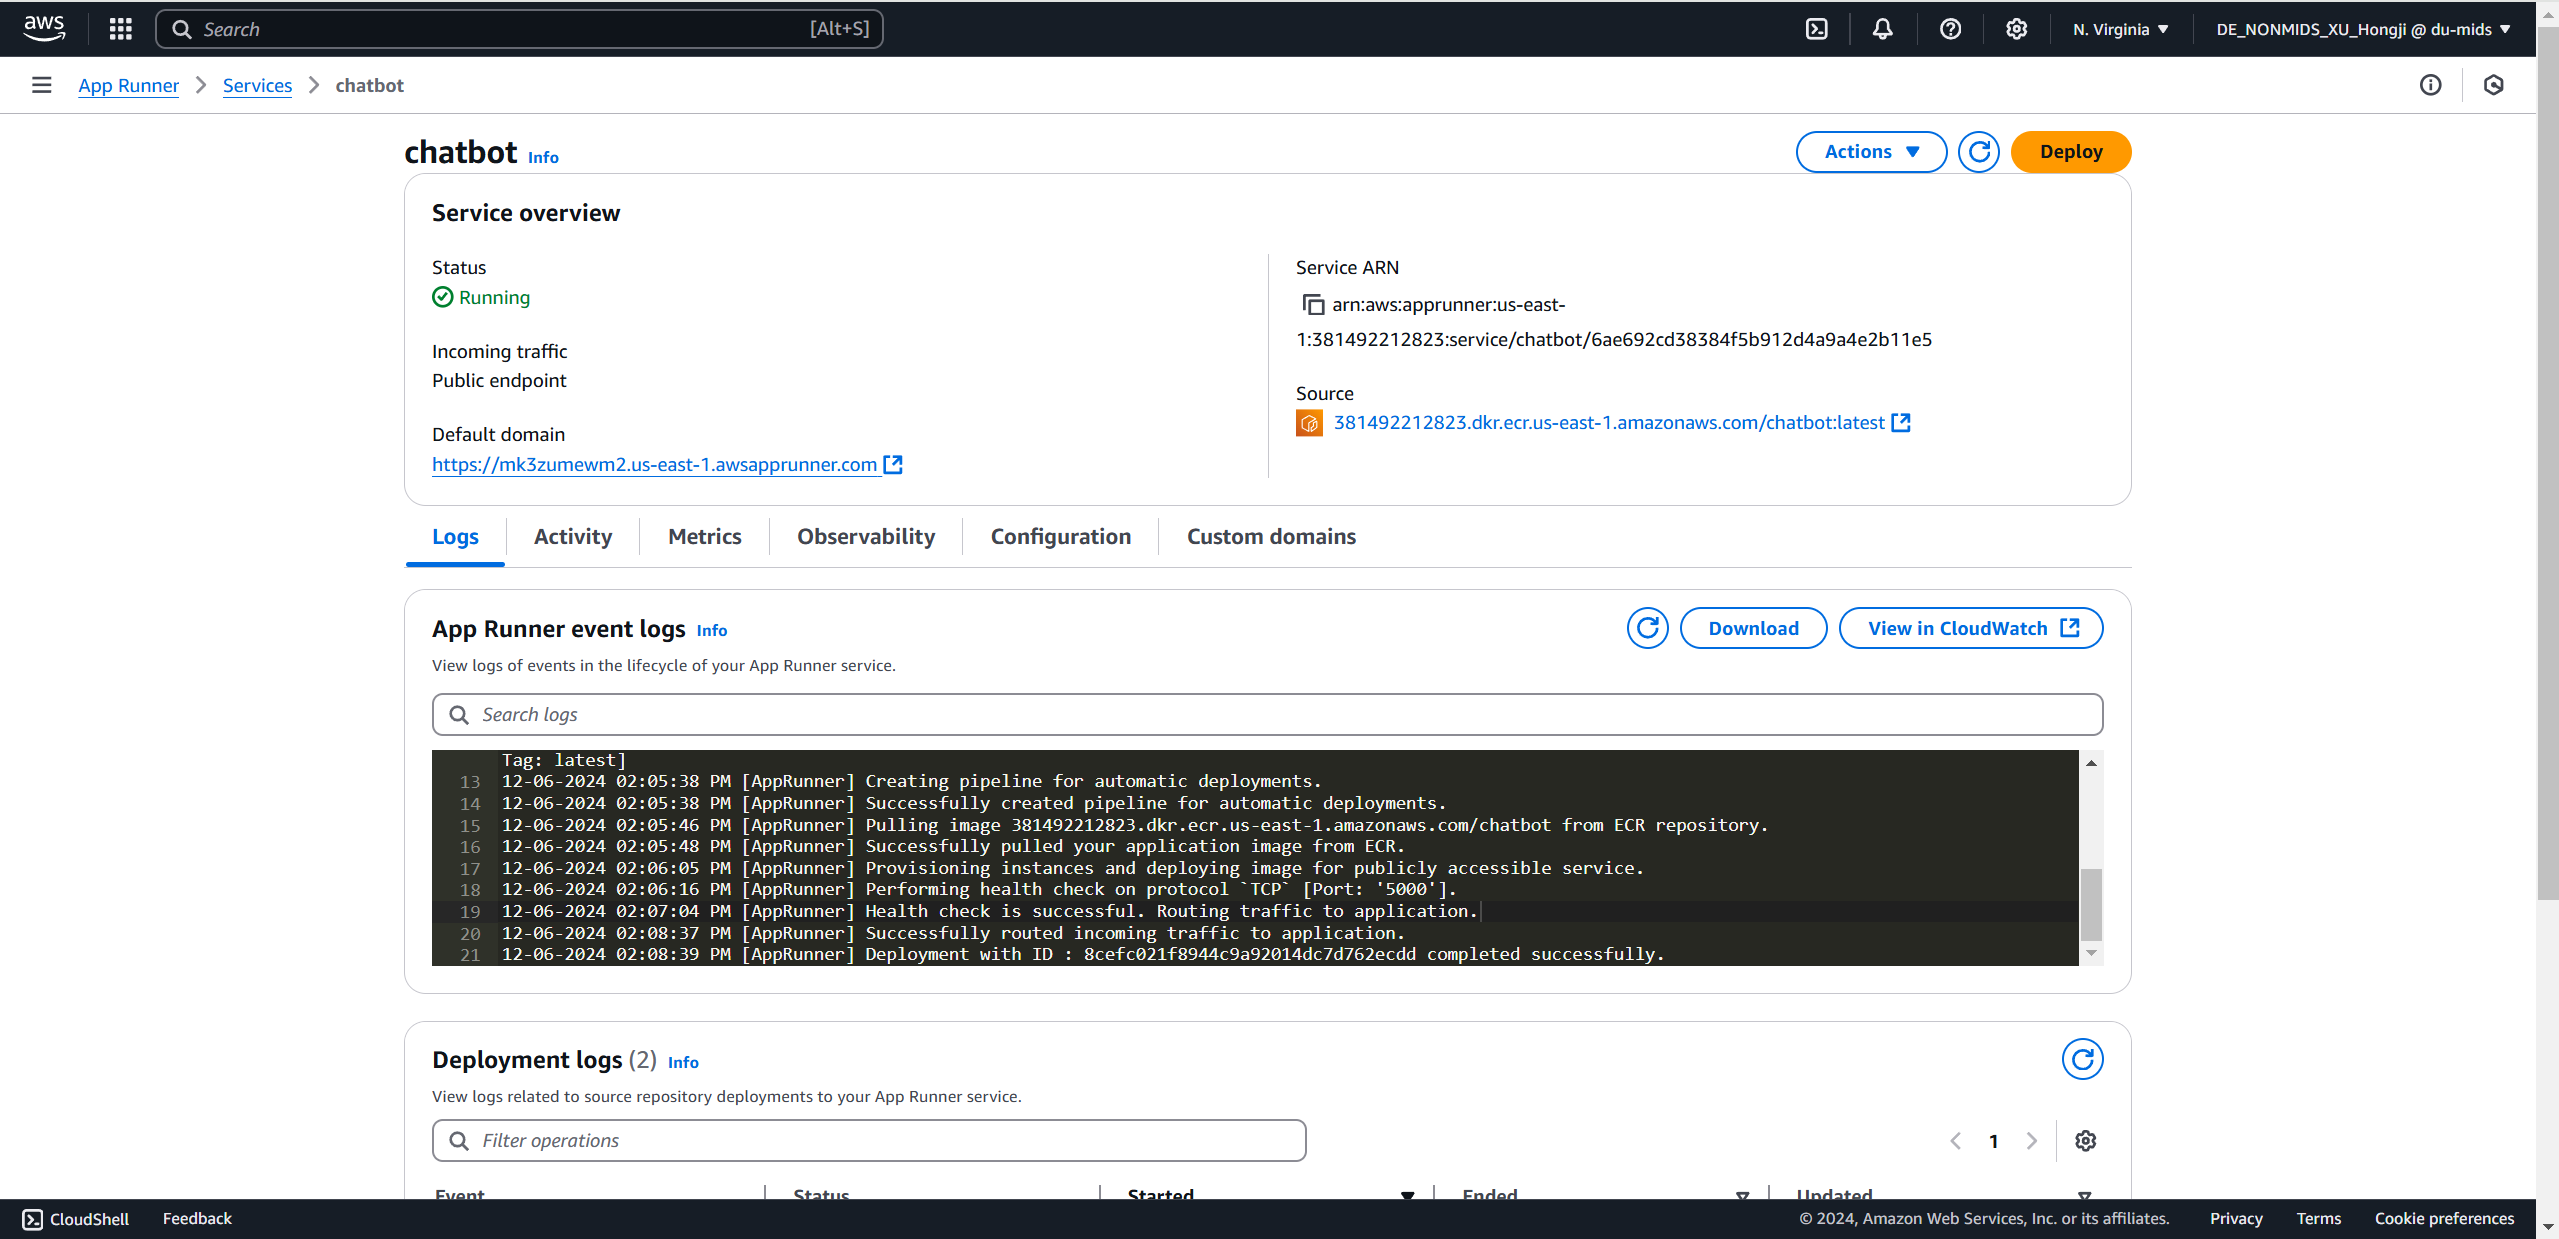 aws
Search
[Alt+S]
N. Virginia
DE_NONMIDS_XU_Hongji @ du-mids
App Runner
Services
chatbot
chatbot Info
Actions
Deploy
Service overview
Status
Running
Incoming traffic
Public endpoint
Default domain
https://mk3zumewm2.us-east-1.awsapprunner.com
Service ARN
arn:aws:apprunner:us-east-
1:381492212823:service/chatbot/6ae692cd38384f5b912d4a9a4e2b11e5
Source
381492212823.dkr.ecr.us-east-1.amazonaws.com/chatbot:latest
Logs
Activity
Metrics
Observability
Configuration
Custom domains
App Runner event logs Info
Download
View in CloudWatch
View logs of events in the lifecycle of your App Runner service.
Search logs
Tag: latest]
13 12-06-2024 02:05:38 PM [AppRunner] Creating pipeline for automatic deployments.
14 12-06-2024 02:05:38 PM [AppRunner] Successfully created pipeline for automatic deployments.
15 12-06-2024 02:05:46 PM [AppRunner] Pulling image 381492212823.dkr.ecr.us-east-1.amazonaws.com/chatbot from ECR repository.
16 12-06-2024 02:05:48 PM [AppRunner] Successfully pulled your application image from ECR.
17 12-06-2024 02:06:05 PM [AppRunner] Provisioning instances and deploying image for publicly accessible service.
18 12-06-2024 02:06:16 PM [AppRunner] Performing health check on protocol `TCP` [Port: '5000'].
19 12-06-2024 02:07:04 PM [AppRunner] Health check is successful. Routing traffic to application.
20 12-06-2024 02:08:37 PM [AppRunner] Successfully routed incoming traffic to application.
21 12-06-2024 02:08:39 PM [AppRunner] Deployment with ID : 8cefc021f8944c9a92014dc7d762ecdd completed successfully.
Deployment logs (2) Info
View logs related to source repository deployments to your App Runner service.
Filter operations
1
Event
Status
Started
Ended
Updated
CloudShell
Feedback
© 2024, Amazon Web Services, Inc. or its affiliates.
Privacy
Terms
Cookie preferences